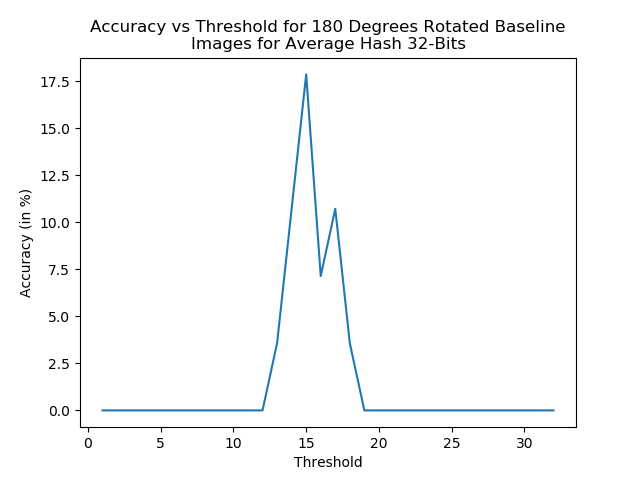 Accuracy vs Threshold for 180 Degrees Rotated Baseline
Images for Average Hash 32-Bits
Accuracy (in %)
17.5
15.0
12.5
10.0
7.5
5.0
2.5
0.0
0 5 10 15 20 25 30
Threshold